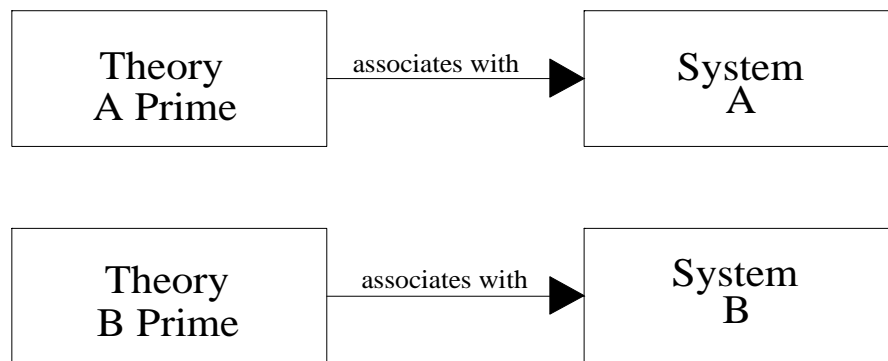 Theory
A Prime
associates with
System
A
Theory
B Prime
associates with
System
B